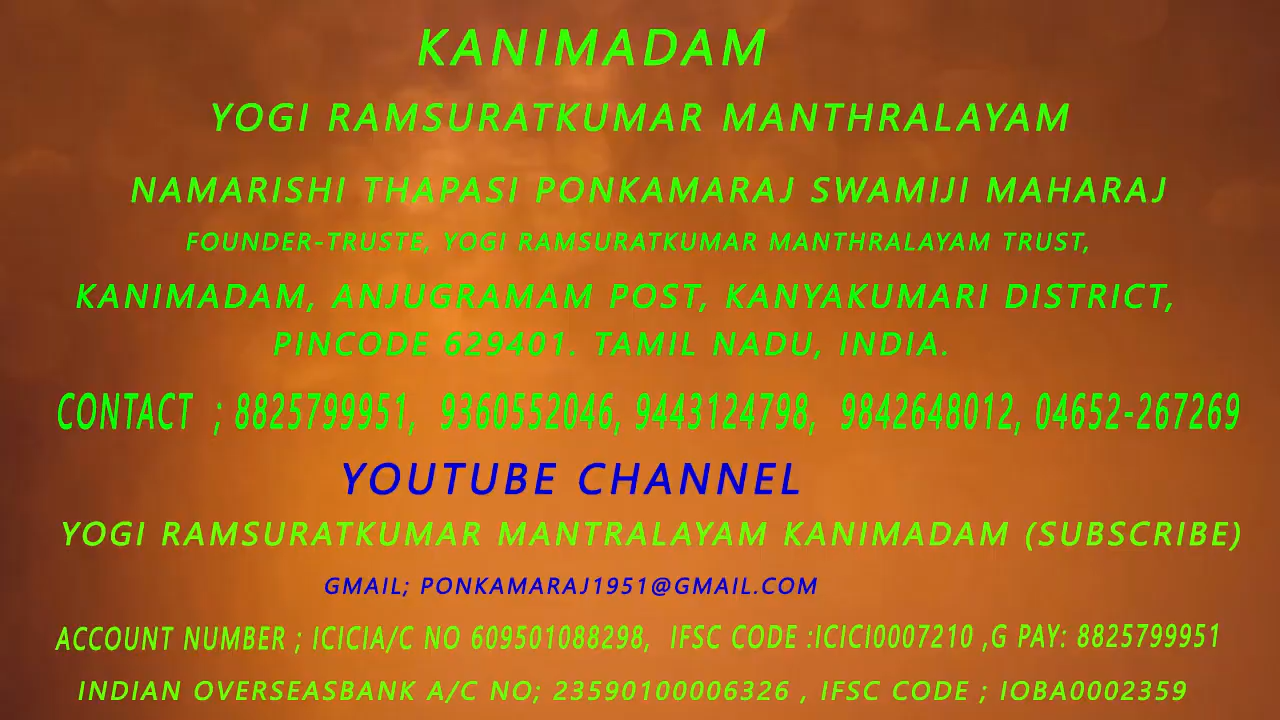 KANIMADAM
YOGI RAMSURATKUMAR MANTHRALAYAM
NAMARISHI THAPASI PONKAMARAJ SWAMIJI MAHARAJ
FOUNDER-TRUSTE, YOGI RAMSURATKUMAR MANTHRALAYAM TRUST,
KANIMADAM, ANJUGRAMAM POST, KANYAKUMARI DISTRICT,
PINCODE 629401. TAMIL NADU, INDIA.
CONTACT ; 8825799951, 9360552046, 9443124798, 9842648012, 04652-267269
YOUTUBE CHANNEL
YOGI RAMSURATKUMAR MANTRALAYAM KANIMADAM (SUBSCRIBE)
GMAIL; PONKAMARAJ1951@GMAIL.COM
ACCOUNT NUMBER ; ICICIA/C NO 609501088298, IFSC CODE :ICICI0007210 ,G PAY: 8825799951
INDIAN OVERSEASBANK A/C NO; 23590100006326 , IFSC CODE ; IOBA0002359